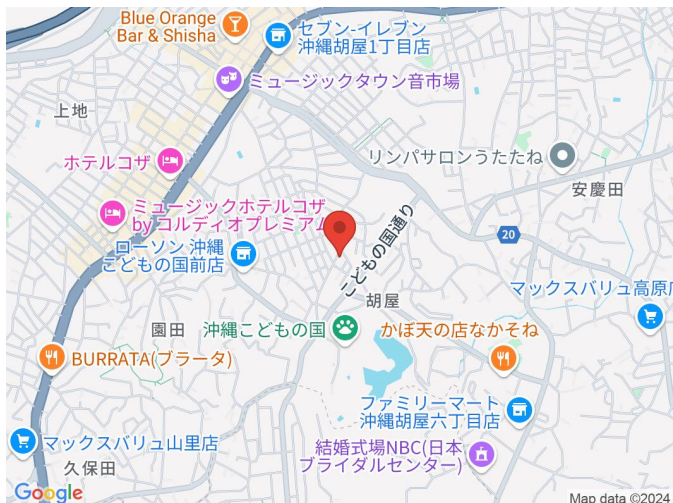 Blue Orange
Bar & Shisha
セブン-イレブン
沖縄胡屋1丁目店
ミュージックタウン音市場
上地
ホテルコザ
リンパサロンうたたね
安慶田
ミュージックホテルコザ
by コルディオプレミアム
こどもの国通り
20
ローソン 沖縄
こどもの国前店
胡屋
マックスバリュ高原店
園田
沖縄こどもの国
かぼ天の店なかそね
BURRATA(ブラータ)
ファミリーマート
沖縄胡屋六丁目店
マックスバリュ山里店
結婚式場NBC(日本
ブライダルセンター)
久保田
Google
Map data ©2024